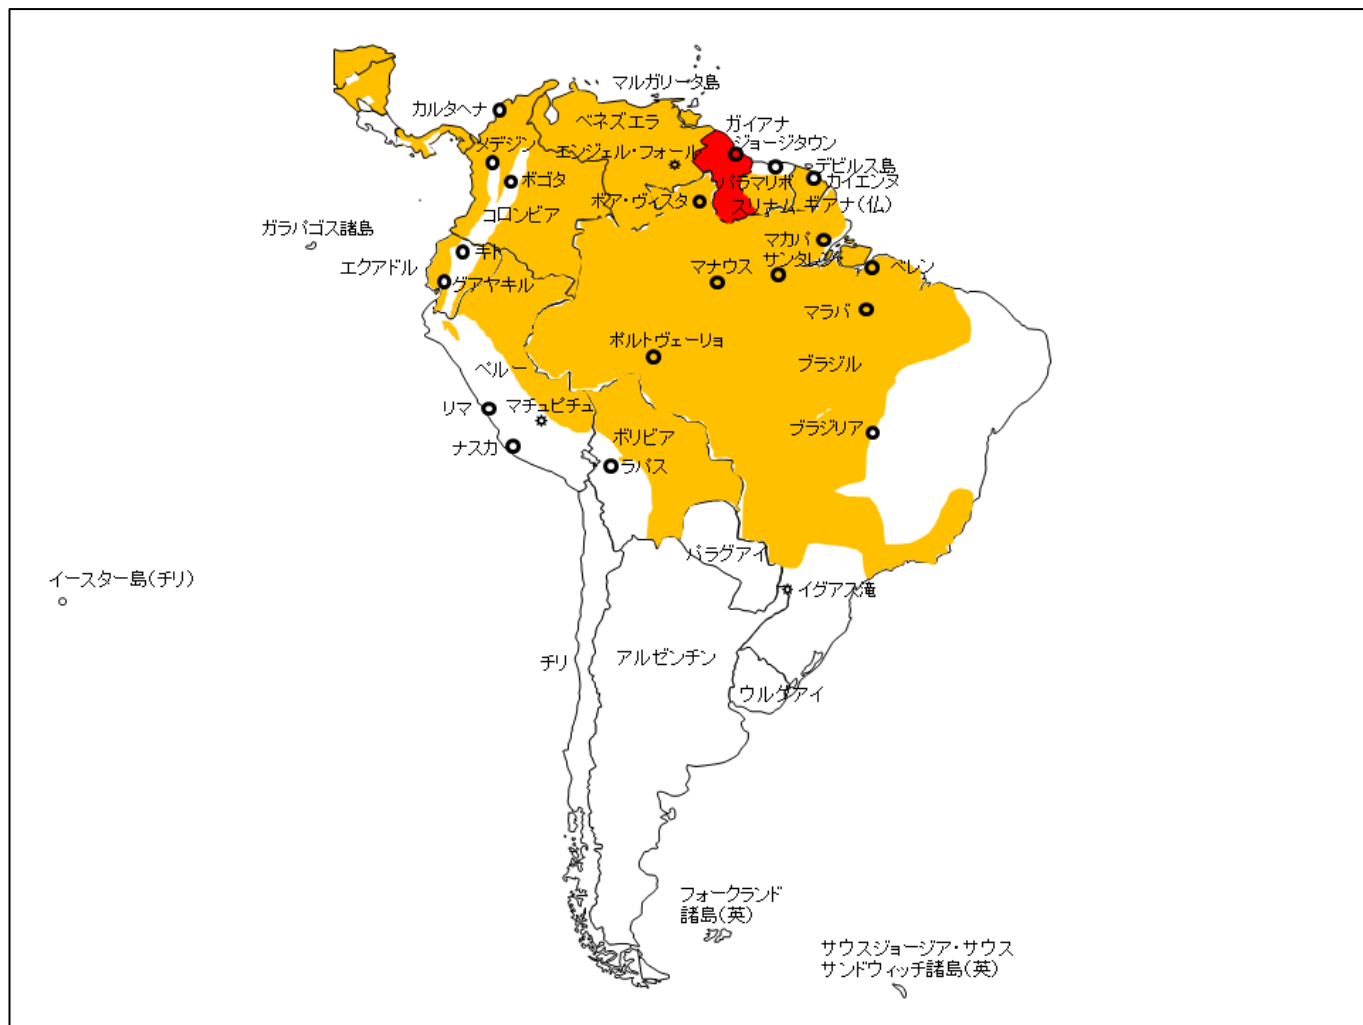 マルガリータ島
カルタヘナ
ベネズエラ
ガイアナ
ジョージタウン
メデジン
エンジェル・フォール
デビルス島
パラマリボ
カイエンヌ
ボゴタ
ボア・ヴィスタ
スリナム
ギアナ(仏)
コロンビア
ガラパゴス諸島
マカパ
キト
エクアドル
マナウス
サンタレン
ベレン
グアヤキル
マラバ
ポルトヴェーリョ
ブラジル
ペルー
リマ
マチュピチュ
ブラジリア
ボリビア
ナスカ
ラパス
パラグアイ
イースター島(チリ)
イグアス滝
チリ
アルゼンチン
ウルグアイ
フォークランド
諸島(英)
サウスジョージア・サウス
サンドウィッチ諸島(英)